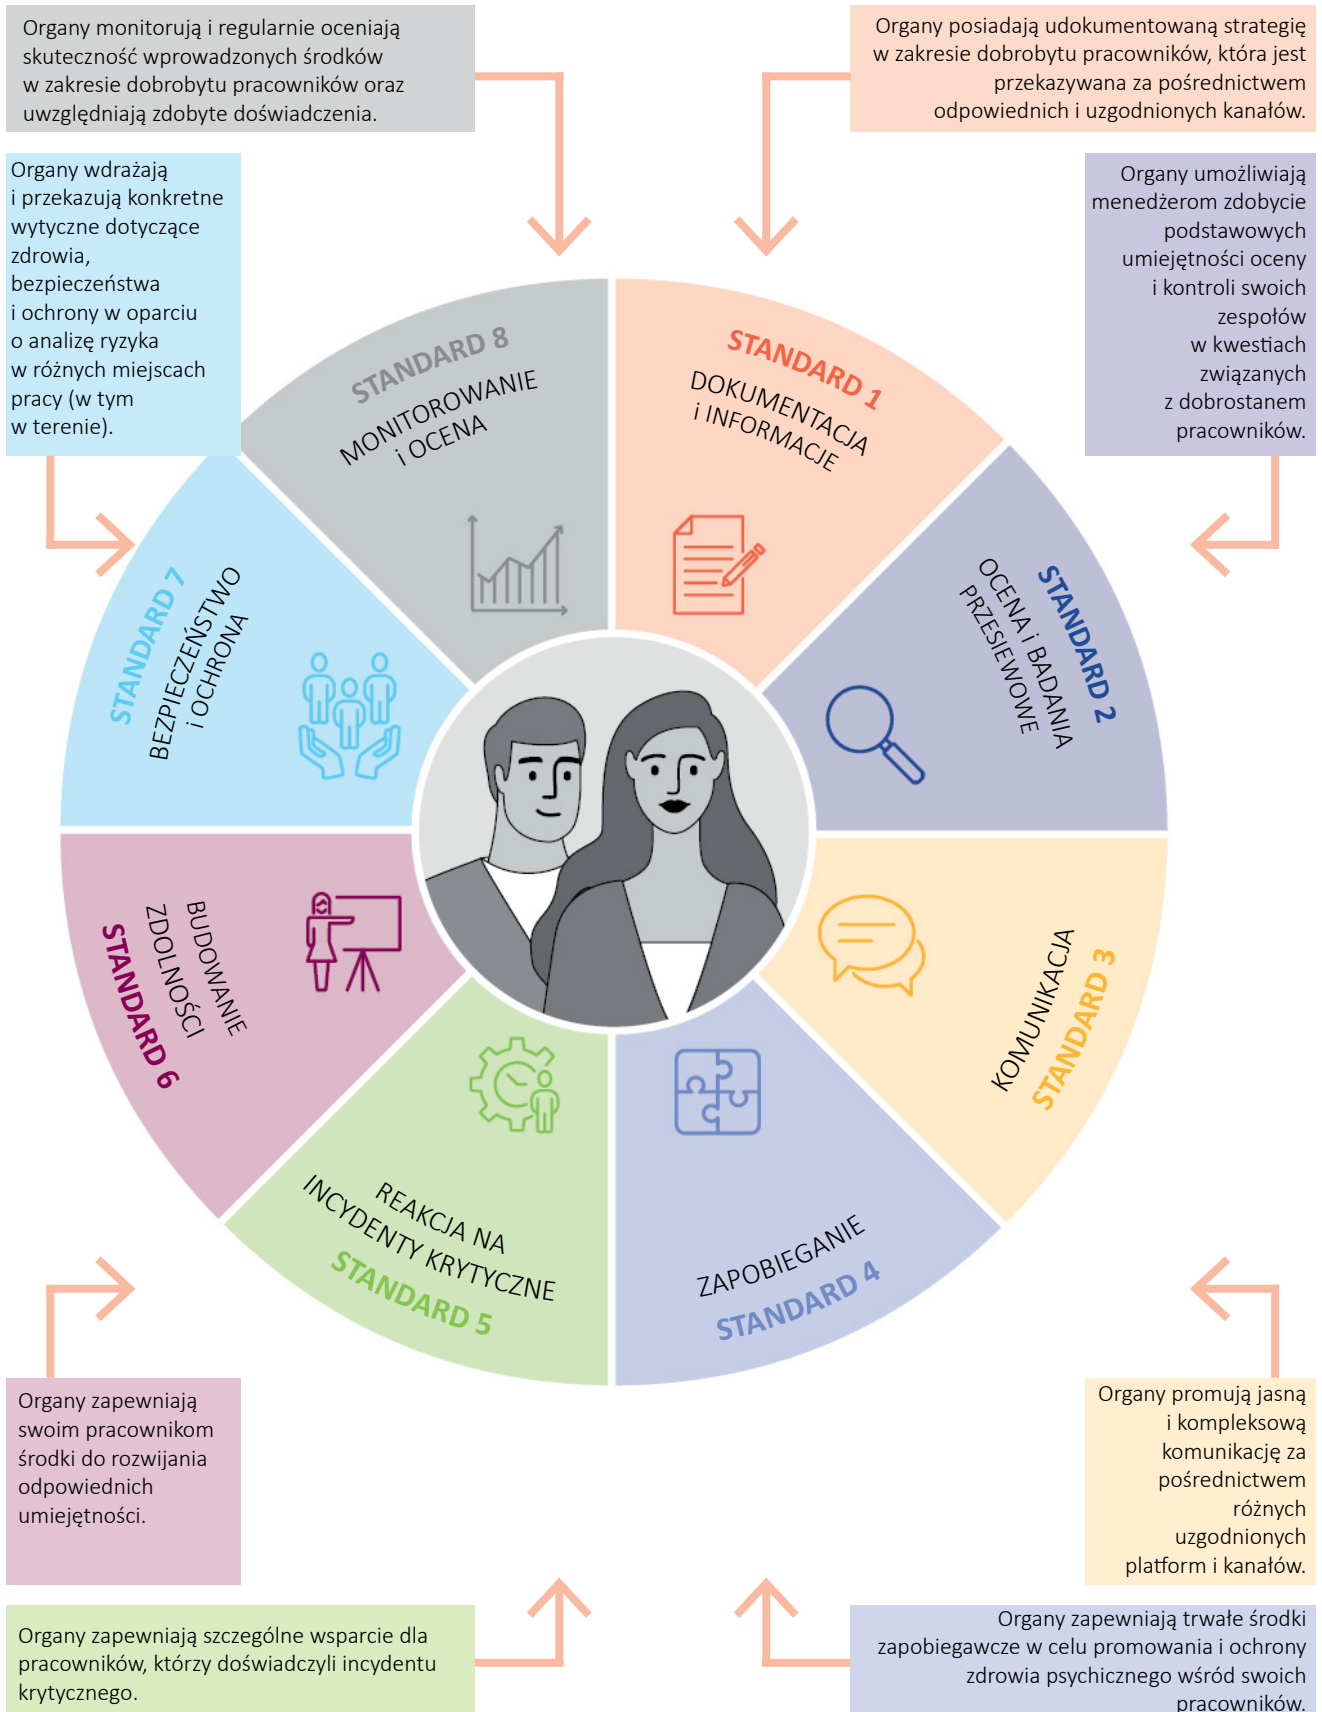 Organy monitorują i regularnie oceniają
skuteczność wprowadzonych środków
w zakresie dobrobytu pracowników oraz
uwzględniają zdobyte doświadczenia.
Organy posiadają udokumentowaną strategię
w zakresie dobrobytu pracowników, która jest
przekazywana za pośrednictwem
odpowiednich i uzgodnionych kanałów.
Organy wdrażają
i przekazują konkretne
wytyczne dotyczące
zdrowia,
bezpieczeństwa
i ochrony w oparciu
o analizę ryzyka
w różnych miejscach
pracy (w tym
w terenie).
Organy umożliwiają
menedżerom zdobycie
podstawowych
umiejętności oceny
i kontroli swoich
zespołów
w kwestiach
związanych
z dobrostanem
pracowników.
STANDARD 8
MONITOROWANIE
i OCENA
STANDARD 1
DOKUMENTACJA
i INFORMACJE
STANDARD 7
BEZPIECZEŃSTWO
i OCHRONA
STANDARD 2
OCENA i BADANIA
PRZESIEWOWE
BUDOWANIE
ZDOLNOŚCI
STANDARD 6
KOMUNIKACJA
STANDARD 3
REAKCJA NA
INCYDENTY KRYTYCZNE
STANDARD 5
ZAPOBIEGANIE
STANDARD 4
Organy zapewniają
swoim pracownikom
środki do rozwijania
odpowiednich
umiejętności.
Organy promują jasną
i kompleksową
komunikację za
pośrednictwem
różnych
uzgodnionych
platform i kanałów.
Organy zapewniają szczególne wsparcie dla
pracowników, którzy doświadczyli incydentu
krytycznego.
Organy zapewniają trwałe środki
zapobiegawcze w celu promowania i ochrony
zdrowia psychicznego wśród swoich
pracowników.